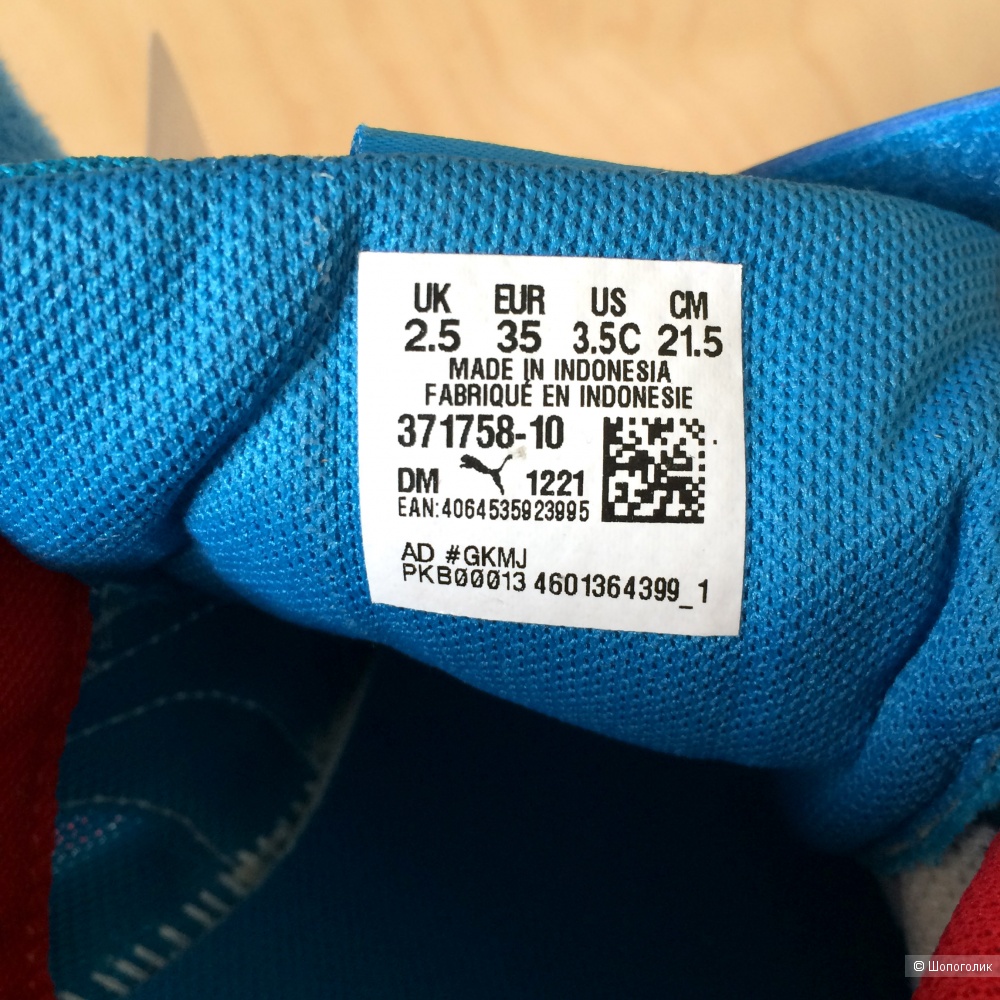 UK EUR US CM
2.5 35 3.5C 21.5
MADE IN INDONESIA
FABRIQUÉ EN INDONESIE
371758-10
DM 1221
EAN:4064535923995
AD #GKMJ
PKB00013 4601364399_1
© Шопоголик